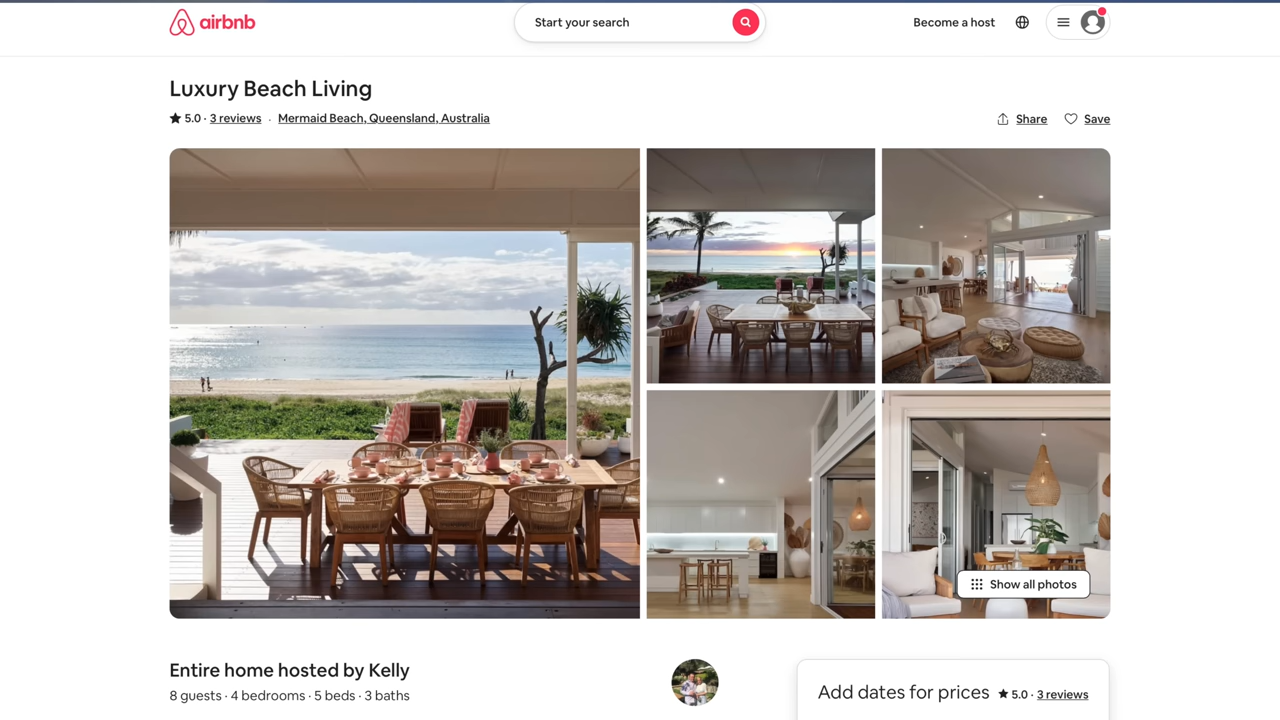 airbnb
Start your search
Become a host
Luxury Beach Living
5.0 · 3 reviews · Mermaid Beach, Queensland, Australia
Share
Save
Show all photos
Entire home hosted by Kelly
8 guests · 4 bedrooms · 5 beds · 3 baths
Add dates for prices
5.0 · 3 reviews